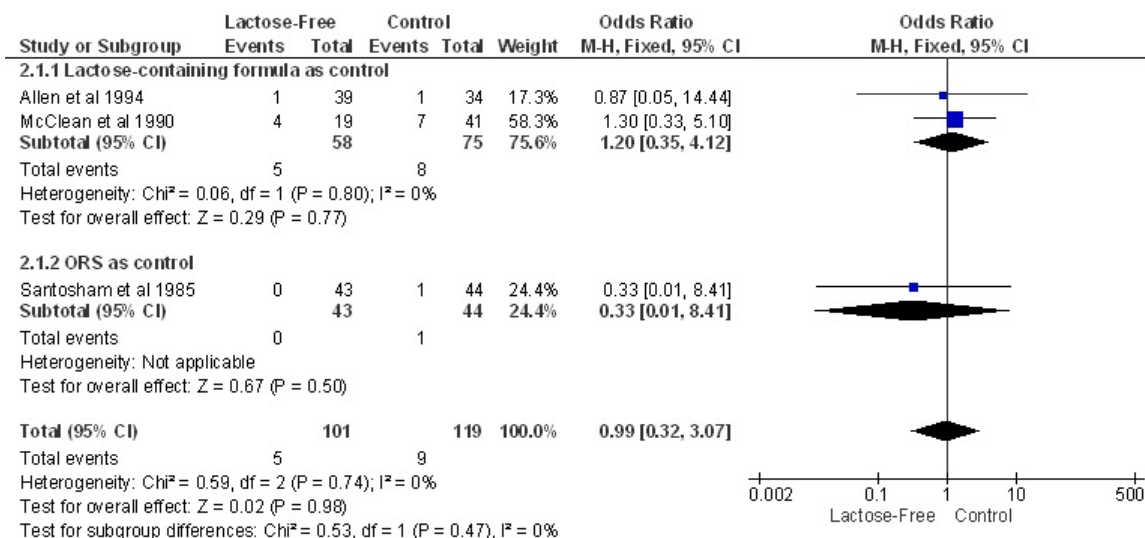 Lactose-Free Control Odds Ratio Odds Ratio
Study or Subgroup Events Total Events Total Weight M-H, Fixed, 95% CI M-H, Fixed, 95% CI
2.1.1 Lactose-containing formula as control
Allen et al 1994 1 39 1 34 17.3% 0.87 [0.05, 14.44]
McClean et al 1990 4 19 7 41 58.3% 1.30 [0.33, 5.10]
Subtotal (95% CI) 58 75 75.6% 1.20 [0.35, 4.12]
Total events 5 8
Heterogeneity: Chi² = 0.06, df = 1 (P = 0.80); I² = 0%
Test for overall effect: Z = 0.29 (P = 0.77)
2.1.2 ORS as control
Santosham et al 1985 0 43 1 44 24.4% 0.33 [0.01, 8.41]
Subtotal (95% CI) 43 44 24.4% 0.33 [0.01, 8.41]
Total events 0 1
Heterogeneity: Not applicable
Test for overall effect: Z = 0.67 (P = 0.50)
Total (95% CI) 101 119 100.0% 0.99 [0.32, 3.07]
Total events 5 9
Heterogeneity: Chi² = 0.59, df = 2 (P = 0.74); I² = 0%
Test for overall effect: Z = 0.02 (P = 0.98)
Test for subgroup differences: Chi² = 0.53, df = 1 (P = 0.47), I² = 0%
0.002 0.1 1 10 500
Lactose-Free Control